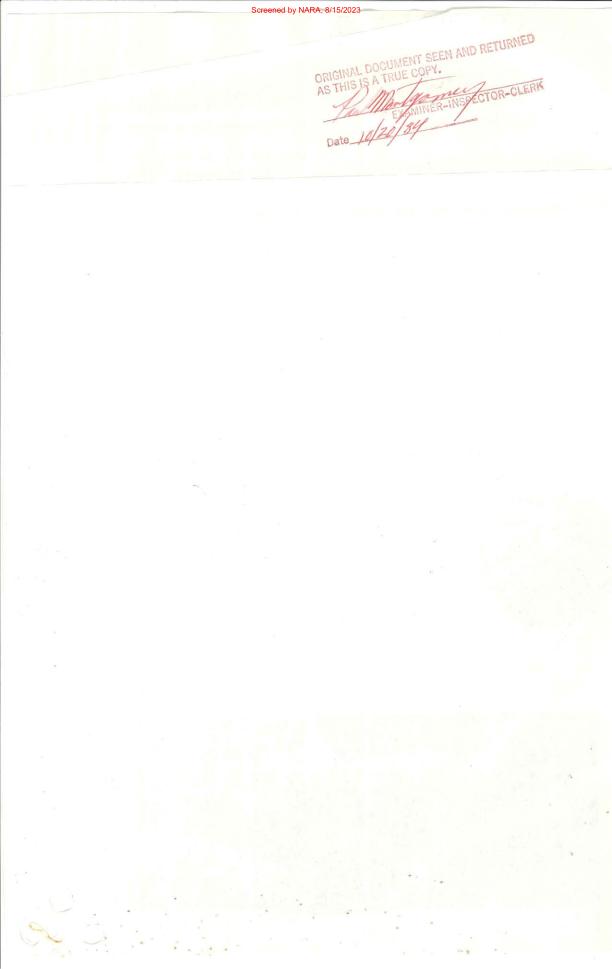 Screened by NARA, 8/15/2023
ORIGINAL DOCUMENT SEEN AND RETURNED
AS THIS IS A TRUE COPY.
Montgomery
EXAMINER-INSPECTOR-CLERK
Date 10/20/84